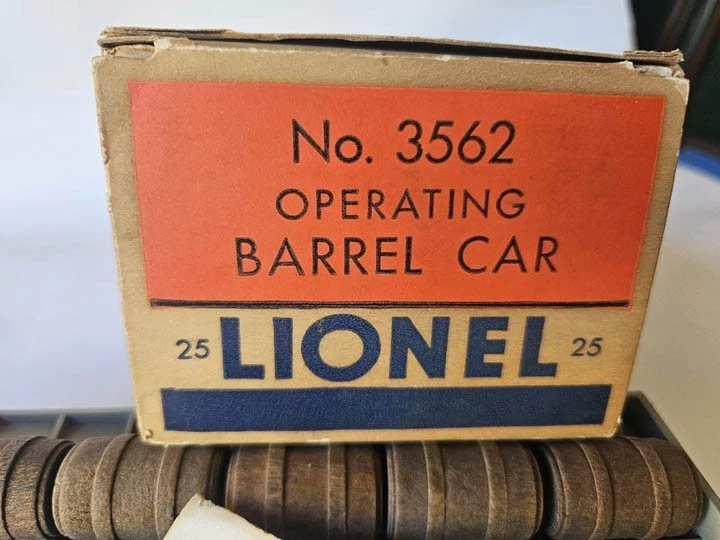 No. 3562
OPERATING
BARREL CAR
25 LIONEL 25